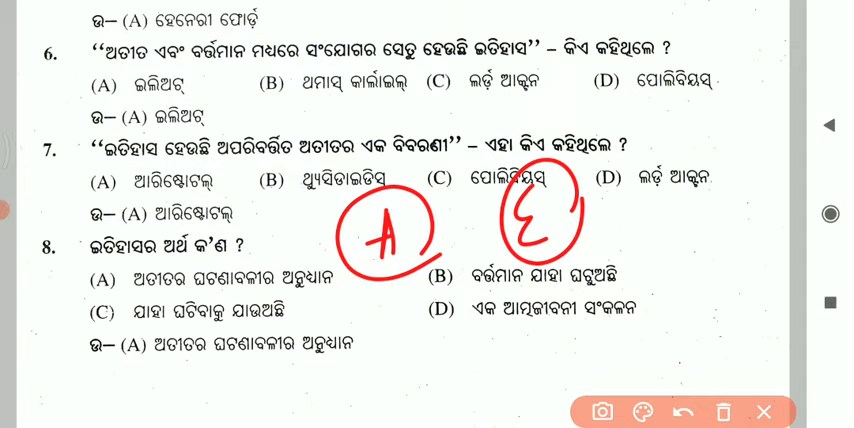 ଉ– (A) ହେନେରୀ ଫୋର୍ଡ଼
6. ‘‘ଅତୀତ ଏବଂ ବର୍ତ୍ତମାନ ମଧ୍ୟରେ ସଂଯୋଗର ସେତୁ ହେଉଛି ଇତିହାସ’’ – କିଏ କହିଥିଲେ ?
(A) ଇଲିଅଟ୍ (B) ଥମାସ୍ କାର୍ଲାଇଲ୍ (C) ଲର୍ଡ଼ ଆକ୍ଟନ (D) ପୋଲିବିୟସ୍
ଉ– (A) ଇଲିଅଟ୍
7. ‘‘ଇତିହାସ ହେଉଛି ଅପରିବର୍ତ୍ତିତ ଅତୀତର ଏକ ବିବରଣୀ’’ – ଏହା କିଏ କହିଥିଲେ ?
(A) ଆରିଷ୍ଟୋଟଲ୍ (B) ଥ୍ୟୁସିଡାଇଡିସ୍ (C) ପୋଲିବିୟସ୍ (D) ଲର୍ଡ଼ ଆକ୍ଟନ
ଉ– (A) ଆରିଷ୍ଟୋଟଲ୍
A
8. ଇତିହାସର ଅର୍ଥ କ’ଣ ?
(A) ଅତୀତର ଘଟଣାବଳୀର ଅନୁଧ୍ୟାନ (B) ବର୍ତ୍ତମାନ ଯାହା ଘଟୁଅଛି
(C) ଯାହା ଘଟିବାକୁ ଯାଉଅଛି (D) ଏକ ଆତ୍ମଜୀବନୀ ସଂକଳନ
ଉ– (A) ଅତୀତର ଘଟଣାବଳୀର ଅନୁଧ୍ୟାନ